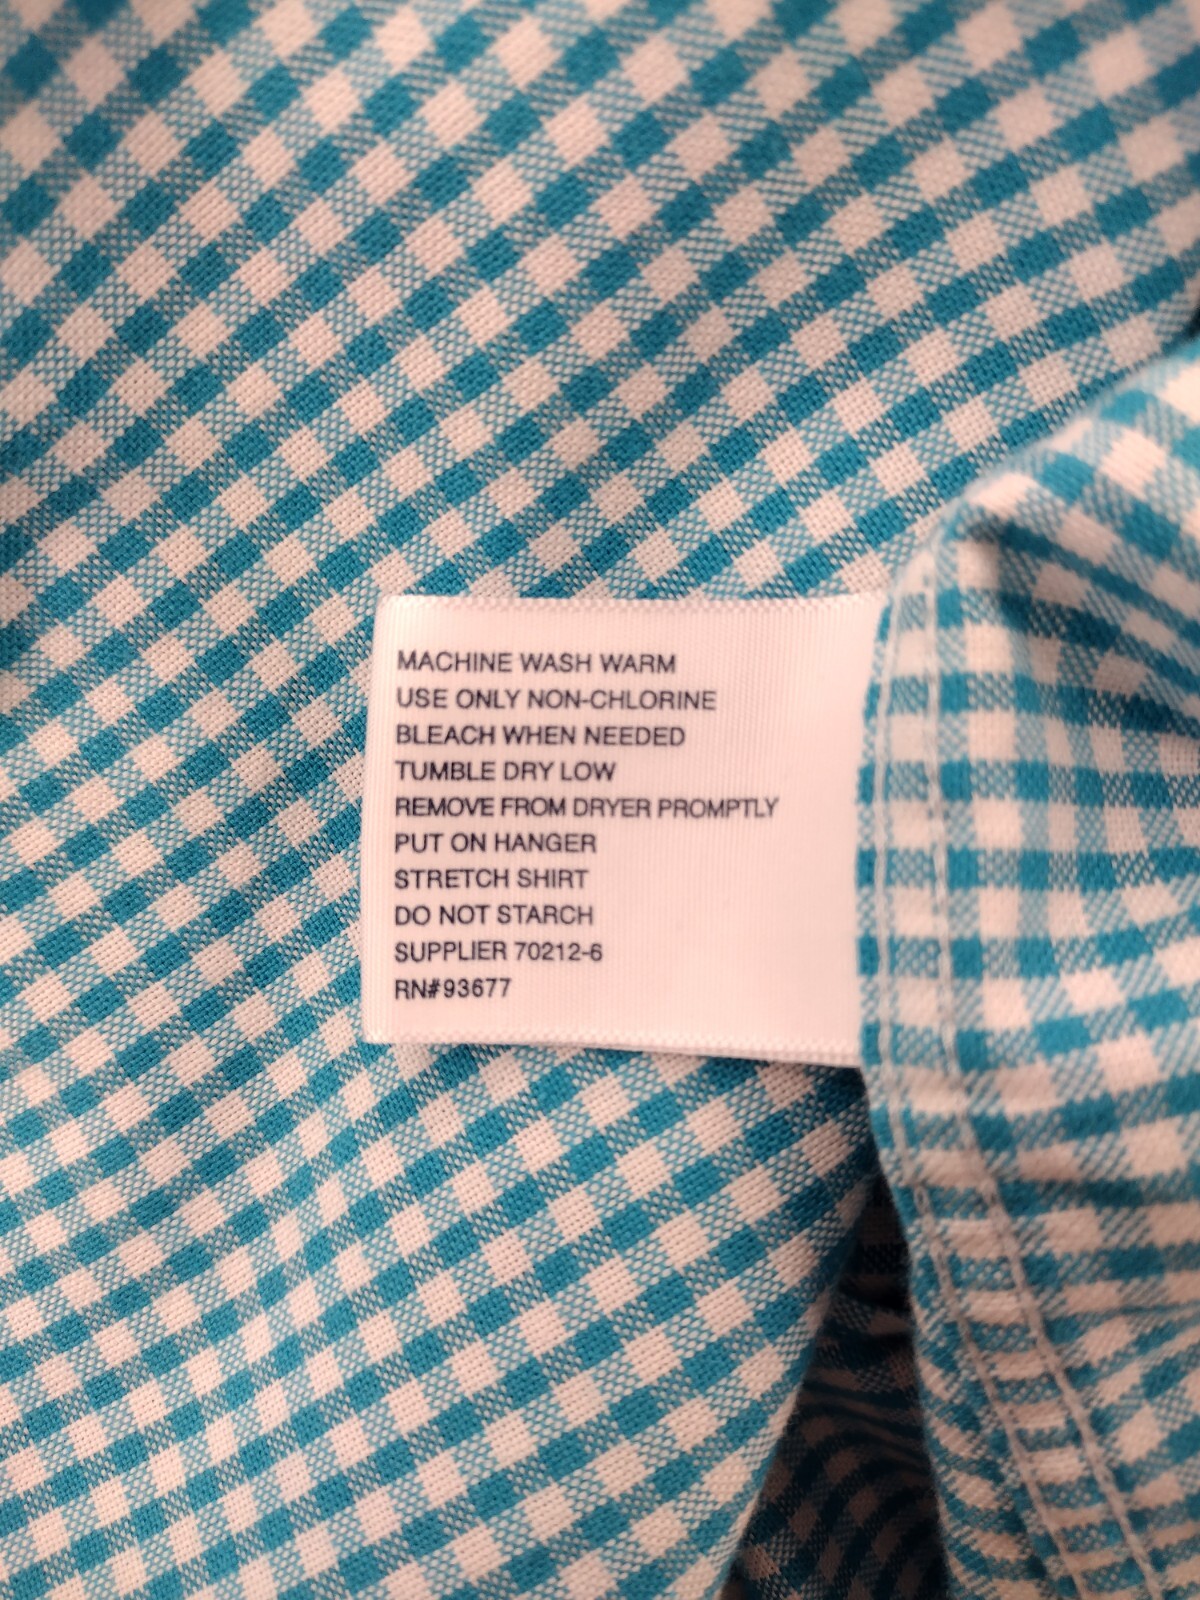 MACHINE WASH WARM
USE ONLY NON-CHLORINE
BLEACH WHEN NEEDED
TUMBLE DRY LOW
REMOVE FROM DRYER PROMPTLY
PUT ON HANGER
STRETCH SHIRT
DO NOT STARCH
SUPPLIER 70212-6
RN#93677